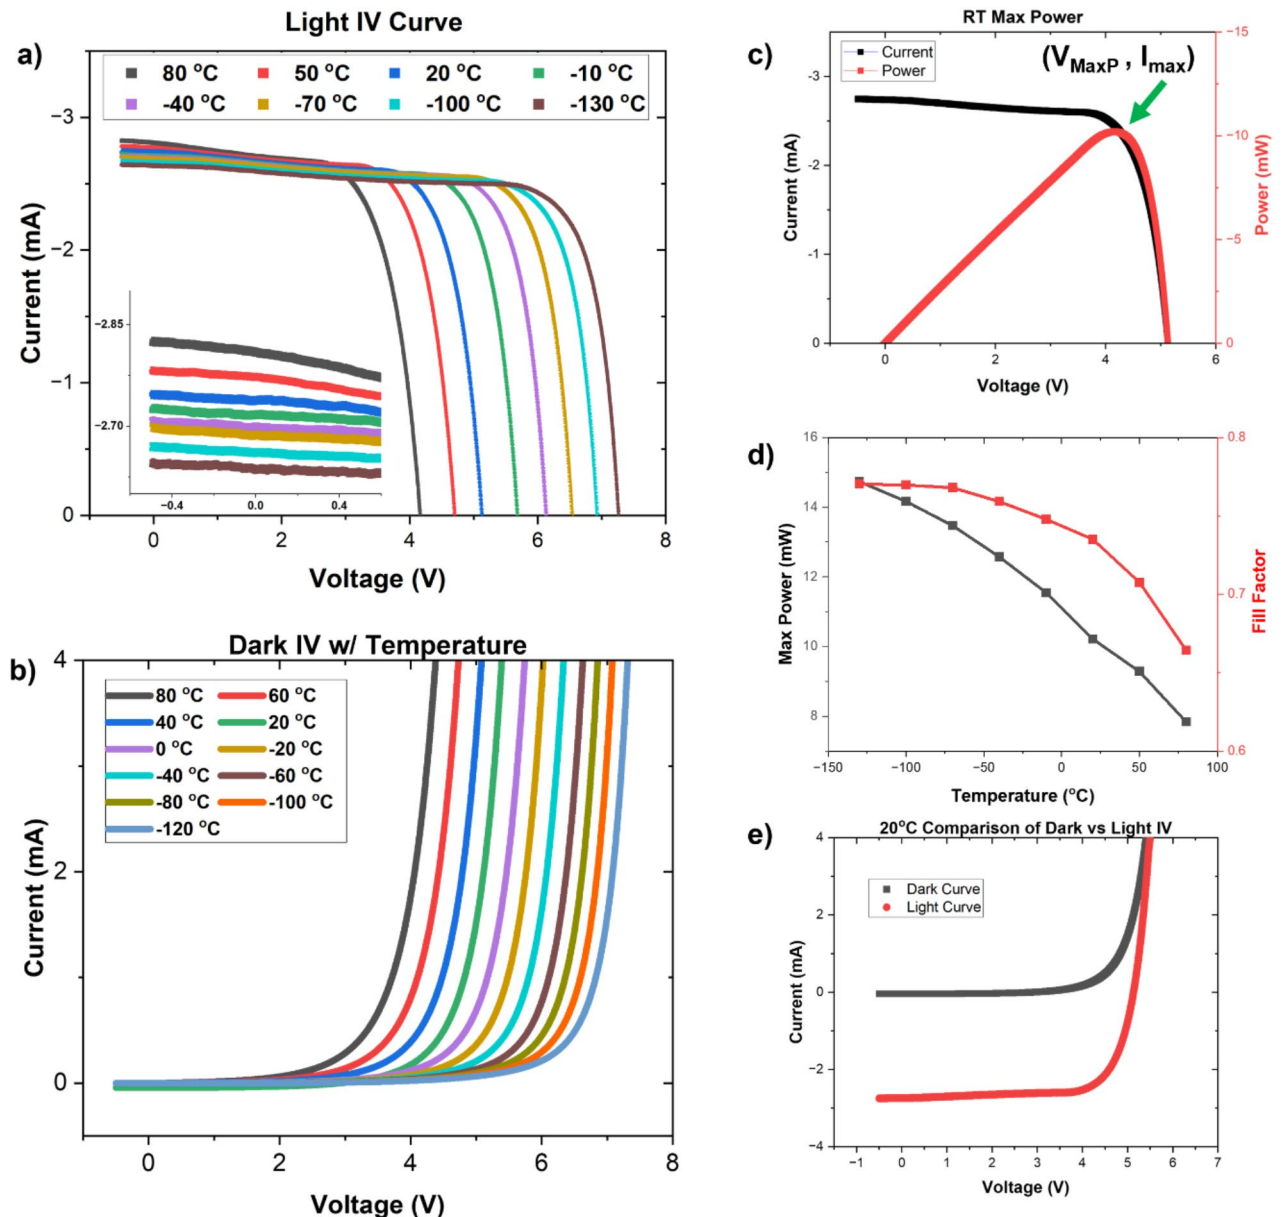 a)
Light IV Curve
80 °C
50 °C
20 °C
-10 °C
-40 °C
-70 °C
-100 °C
-130 °C
−3
−2
−1
0
Current (mA)
−2.85
−2.70
−0.4
0.0
0.4
0
2
4
6
8
Voltage (V)
b)
Dark IV w/ Temperature
80 °C
60 °C
40 °C
20 °C
0 °C
-20 °C
-40 °C
-60 °C
-80 °C
-100 °C
-120 °C
4
2
0
Current (mA)
0
2
4
6
8
Voltage (V)
c)
RT Max Power
Current
Power
(VMaxP , Imax)
-3
-2
-1
0
Current (mA)
-15
-10
-5
0
Power (mW)
0
2
4
6
Voltage (V)
d)
16
14
12
10
8
Max Power (mW)
0.8
0.7
0.6
Fill Factor
−150
−100
−50
0
50
100
Temperature (°C)
e)
20°C Comparison of Dark vs Light IV
Dark Curve
Light Curve
4
2
0
−2
−4
Current (mA)
−1
0
1
2
3
4
5
6
7
Voltage (V)